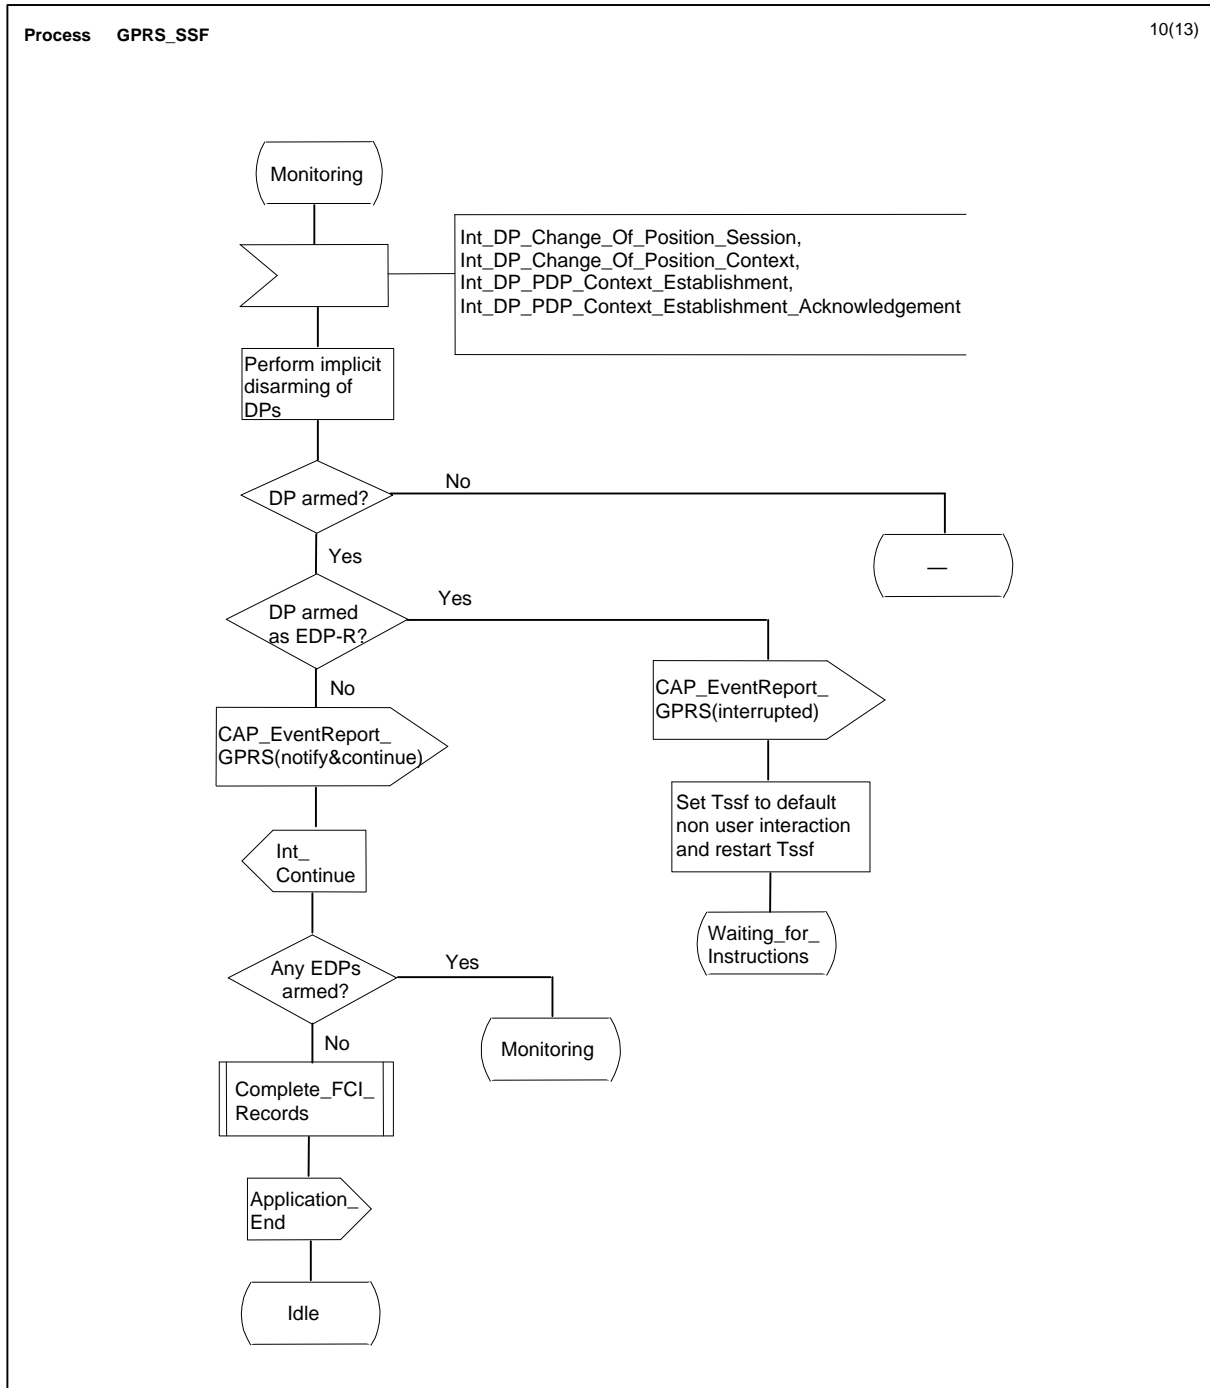 Process GPRS_SSF
10(13)
Monitoring
Int_DP_Change_Of_Position_Session,
Int_DP_Change_Of_Position_Context,
Int_DP_PDP_Context_Establishment,
Int_DP_PDP_Context_Establishment_Acknowledgement
Perform implicit
disarming of
DPs
DP armed?
No
—
Yes
DP armed
as EDP-R?
Yes
No
CAP_EventReport_
GPRS(interrupted)
CAP_EventReport_
GPRS(notify&continue)
Set Tssf to default
non user interaction
and restart Tssf
Int_
Continue
Waiting_for_
Instructions
Any EDPs
armed?
Yes
Monitoring
No
Complete_FCI_
Records
Application_
End
Idle